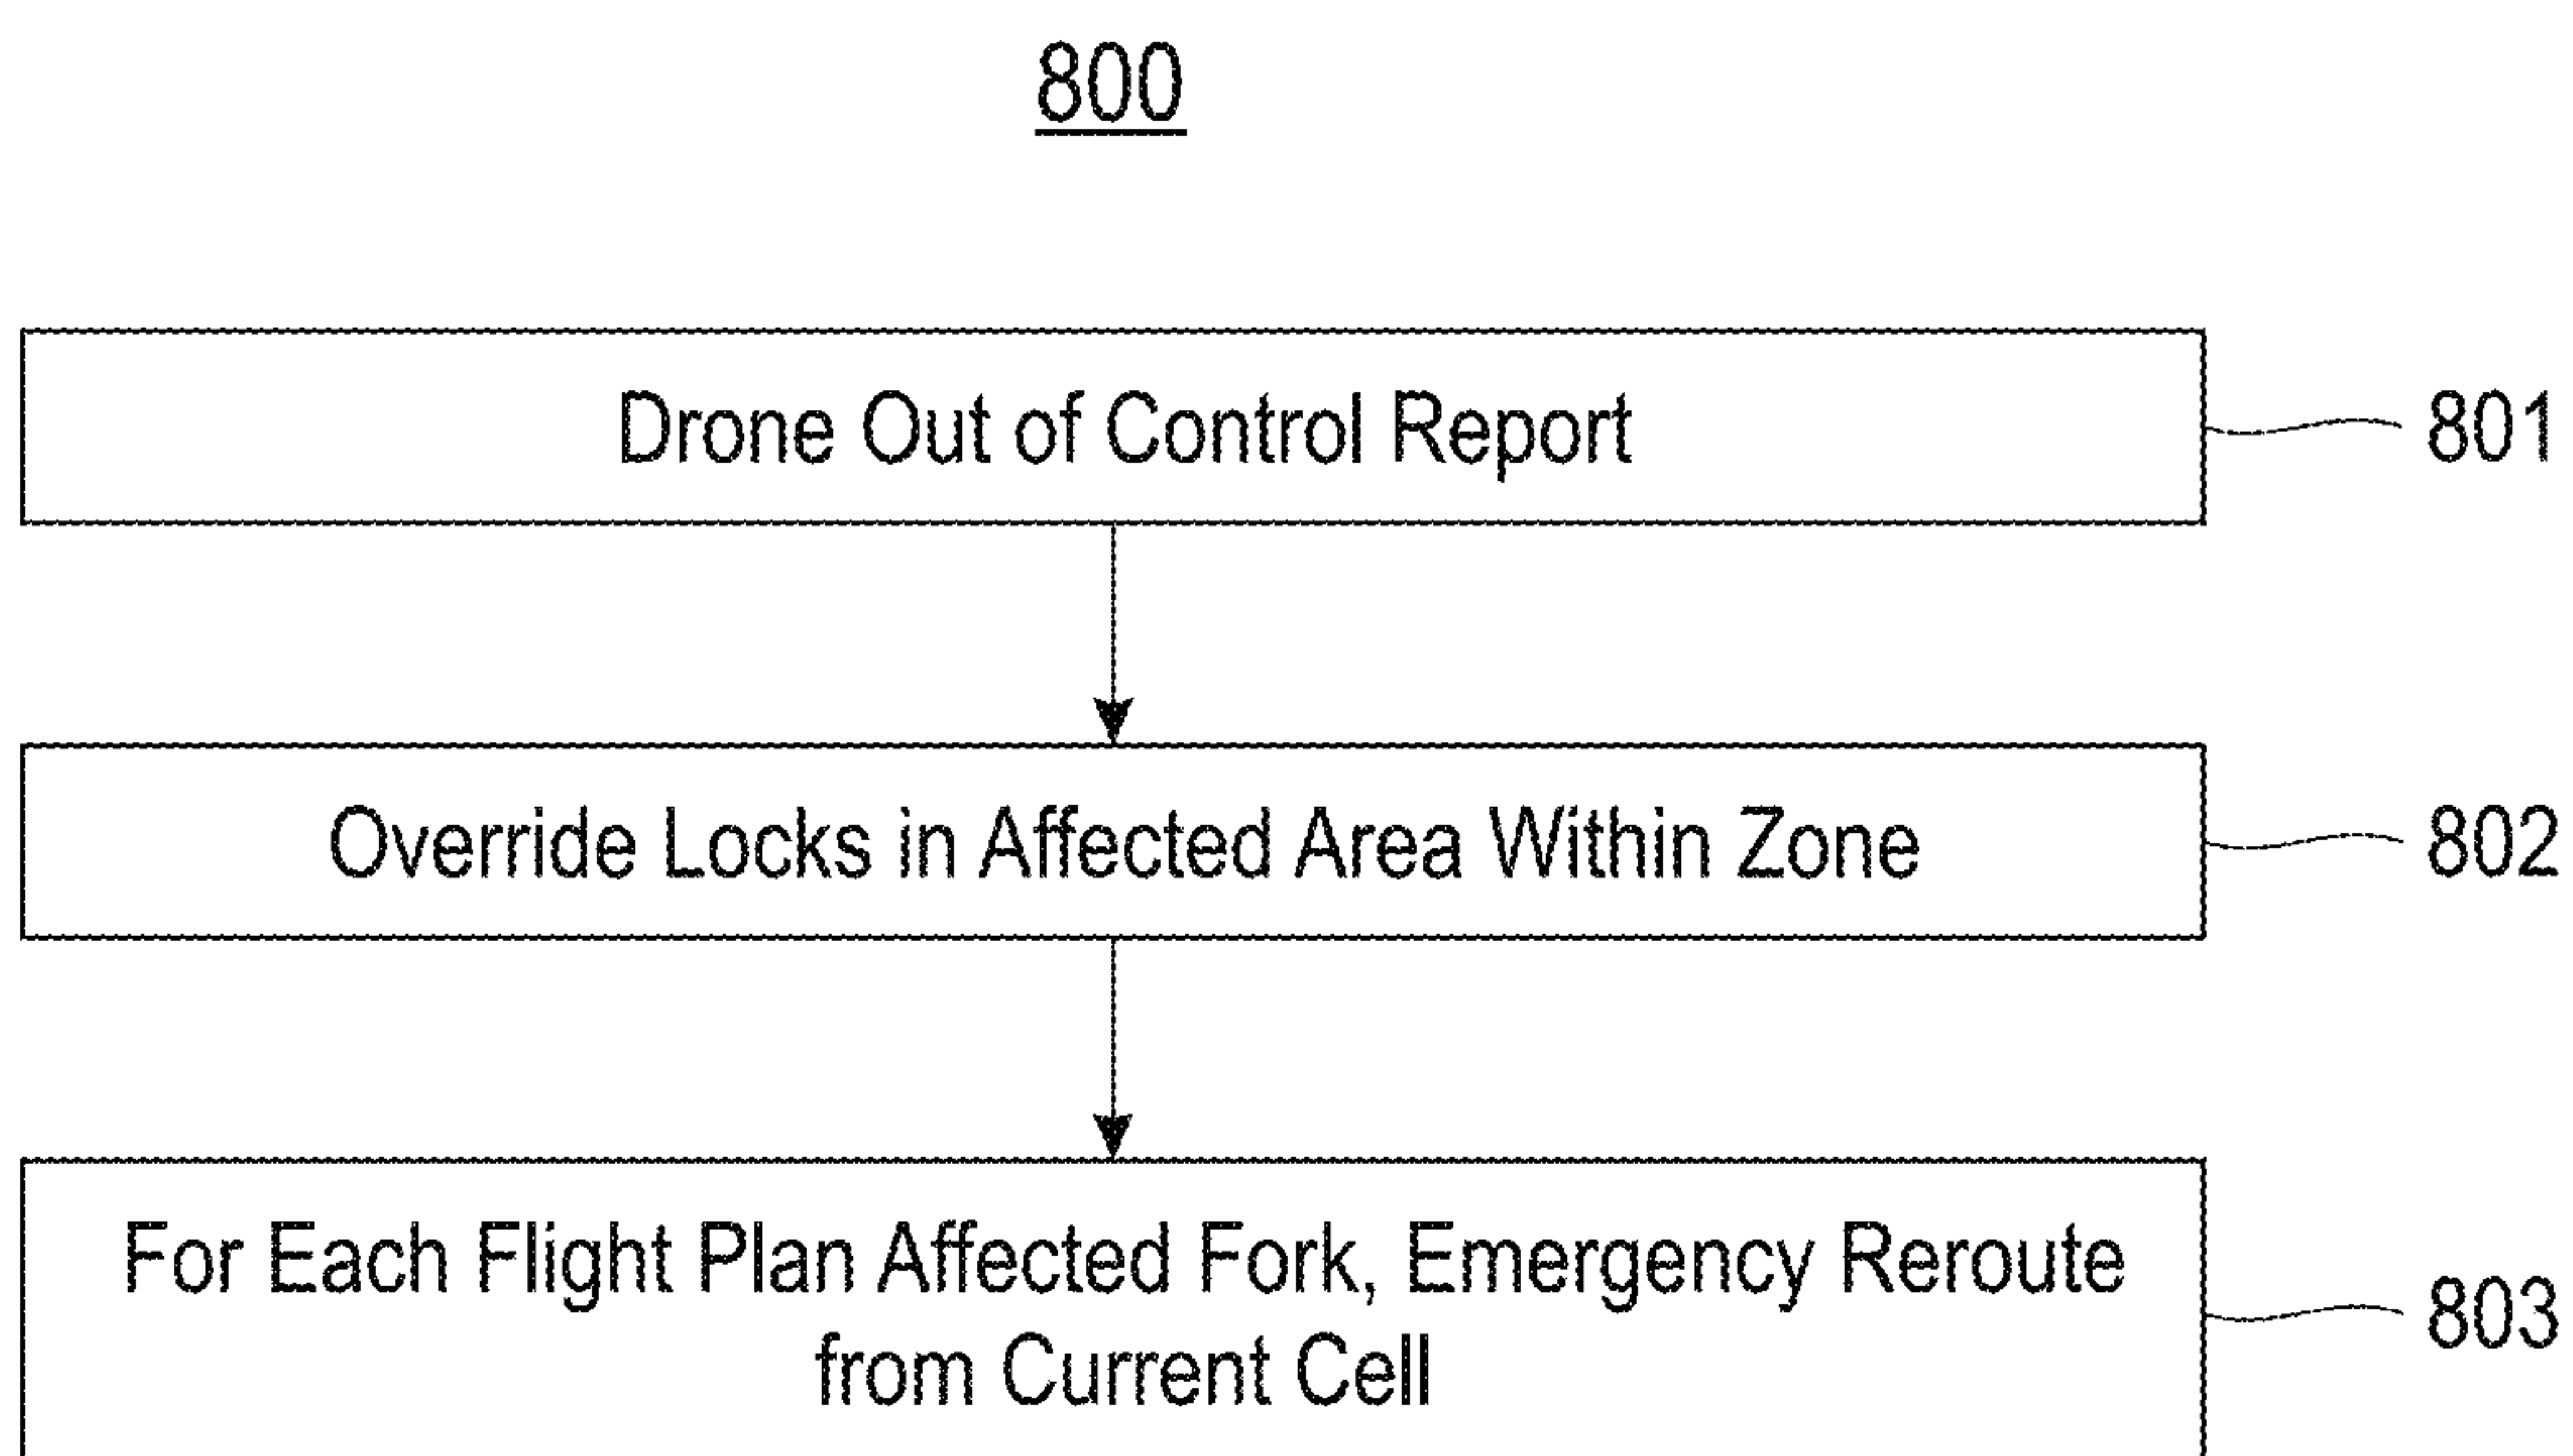 800
Drone Out of Control Report
801
Override Locks in Affected Area Within Zone
802
For Each Flight Plan Affected Fork, Emergency Reroute
from Current Cell
803